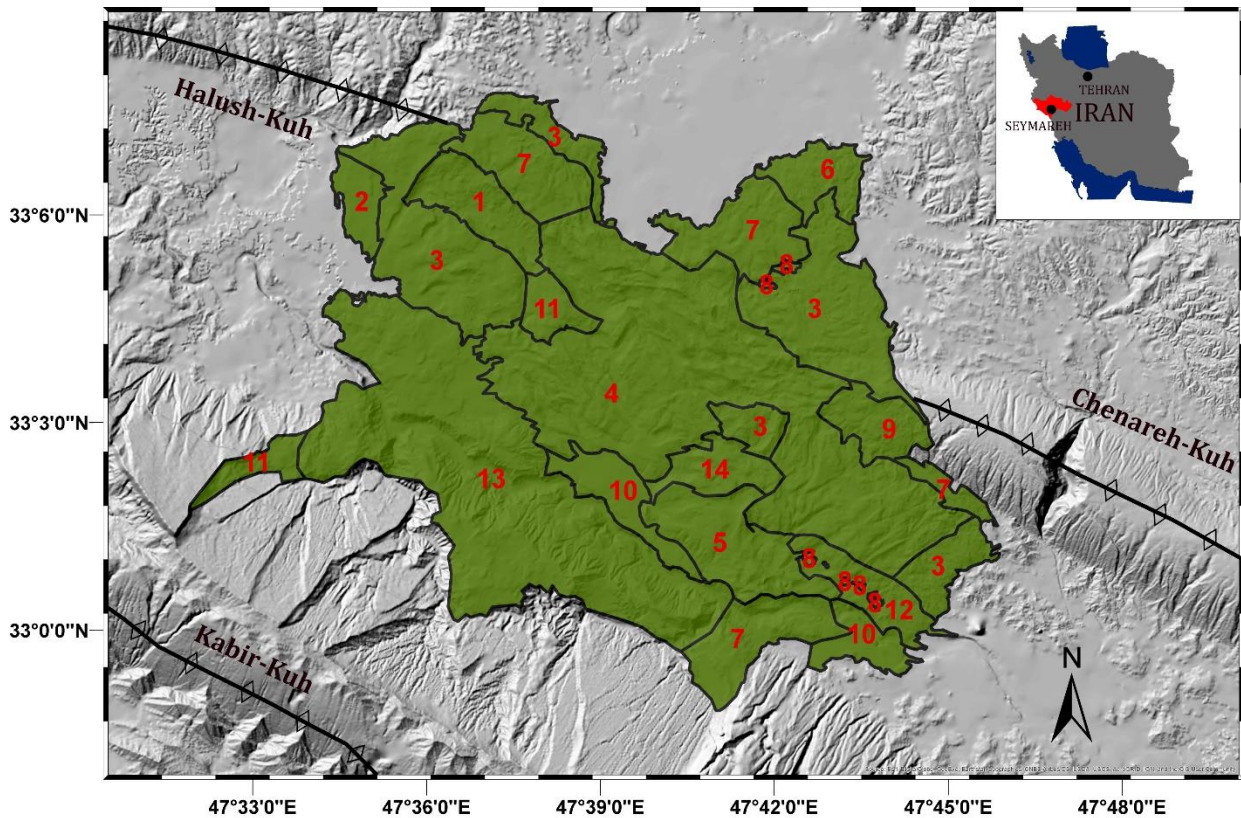 TEHRAN
IRAN
SEYMAREH
Halush-Kuh
3
7
6
2
1
33°6'0"N
7
3
8
8
11
3
4
3
9
33°5'0"N
Chenareh-Kuh
11
14
13
10
7
5
8
3
8
8
8
12
33°0'0"N
7
10
Kabir-Kuh
N
47°33'0"E
47°36'0"E
47°39'0"E
47°42'0"E
47°45'0"E
47°48'0"E